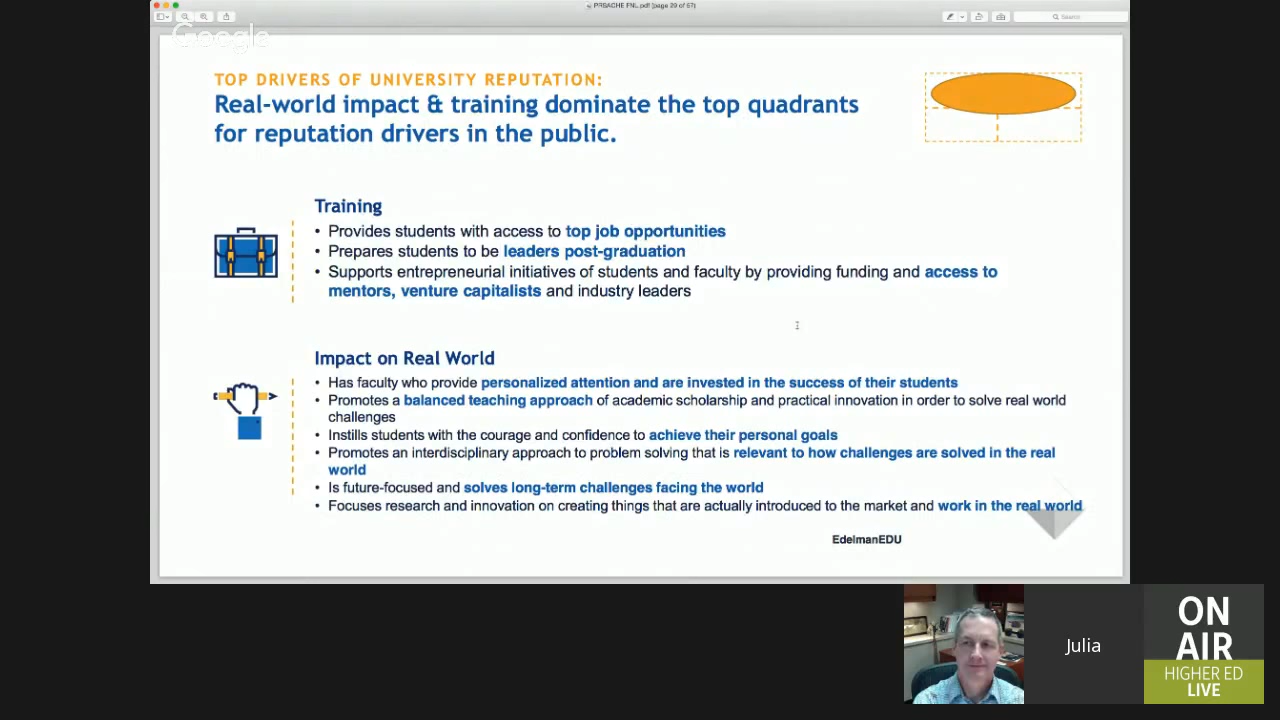 PRSACHE FNL.pdf (page 29 of 57)
Search
Google
TOP DRIVERS OF UNIVERSITY REPUTATION:
Real-world impact & training dominate the top quadrants
for reputation drivers in the public.
Training
• Provides students with access to top job opportunities
• Prepares students to be leaders post-graduation
• Supports entrepreneurial initiatives of students and faculty by providing funding and access to
mentors, venture capitalists and industry leaders
Impact on Real World
• Has faculty who provide personalized attention and are invested in the success of their students
• Promotes a balanced teaching approach of academic scholarship and practical innovation in order to solve real world
challenges
• Instills students with the courage and confidence to achieve their personal goals
• Promotes an interdisciplinary approach to problem solving that is relevant to how challenges are solved in the real
world
• Is future-focused and solves long-term challenges facing the world
• Focuses research and innovation on creating things that are actually introduced to the market and work in the real world
EdelmanEDU
Julia
ON
AIR
HIGHER ED
LIVE